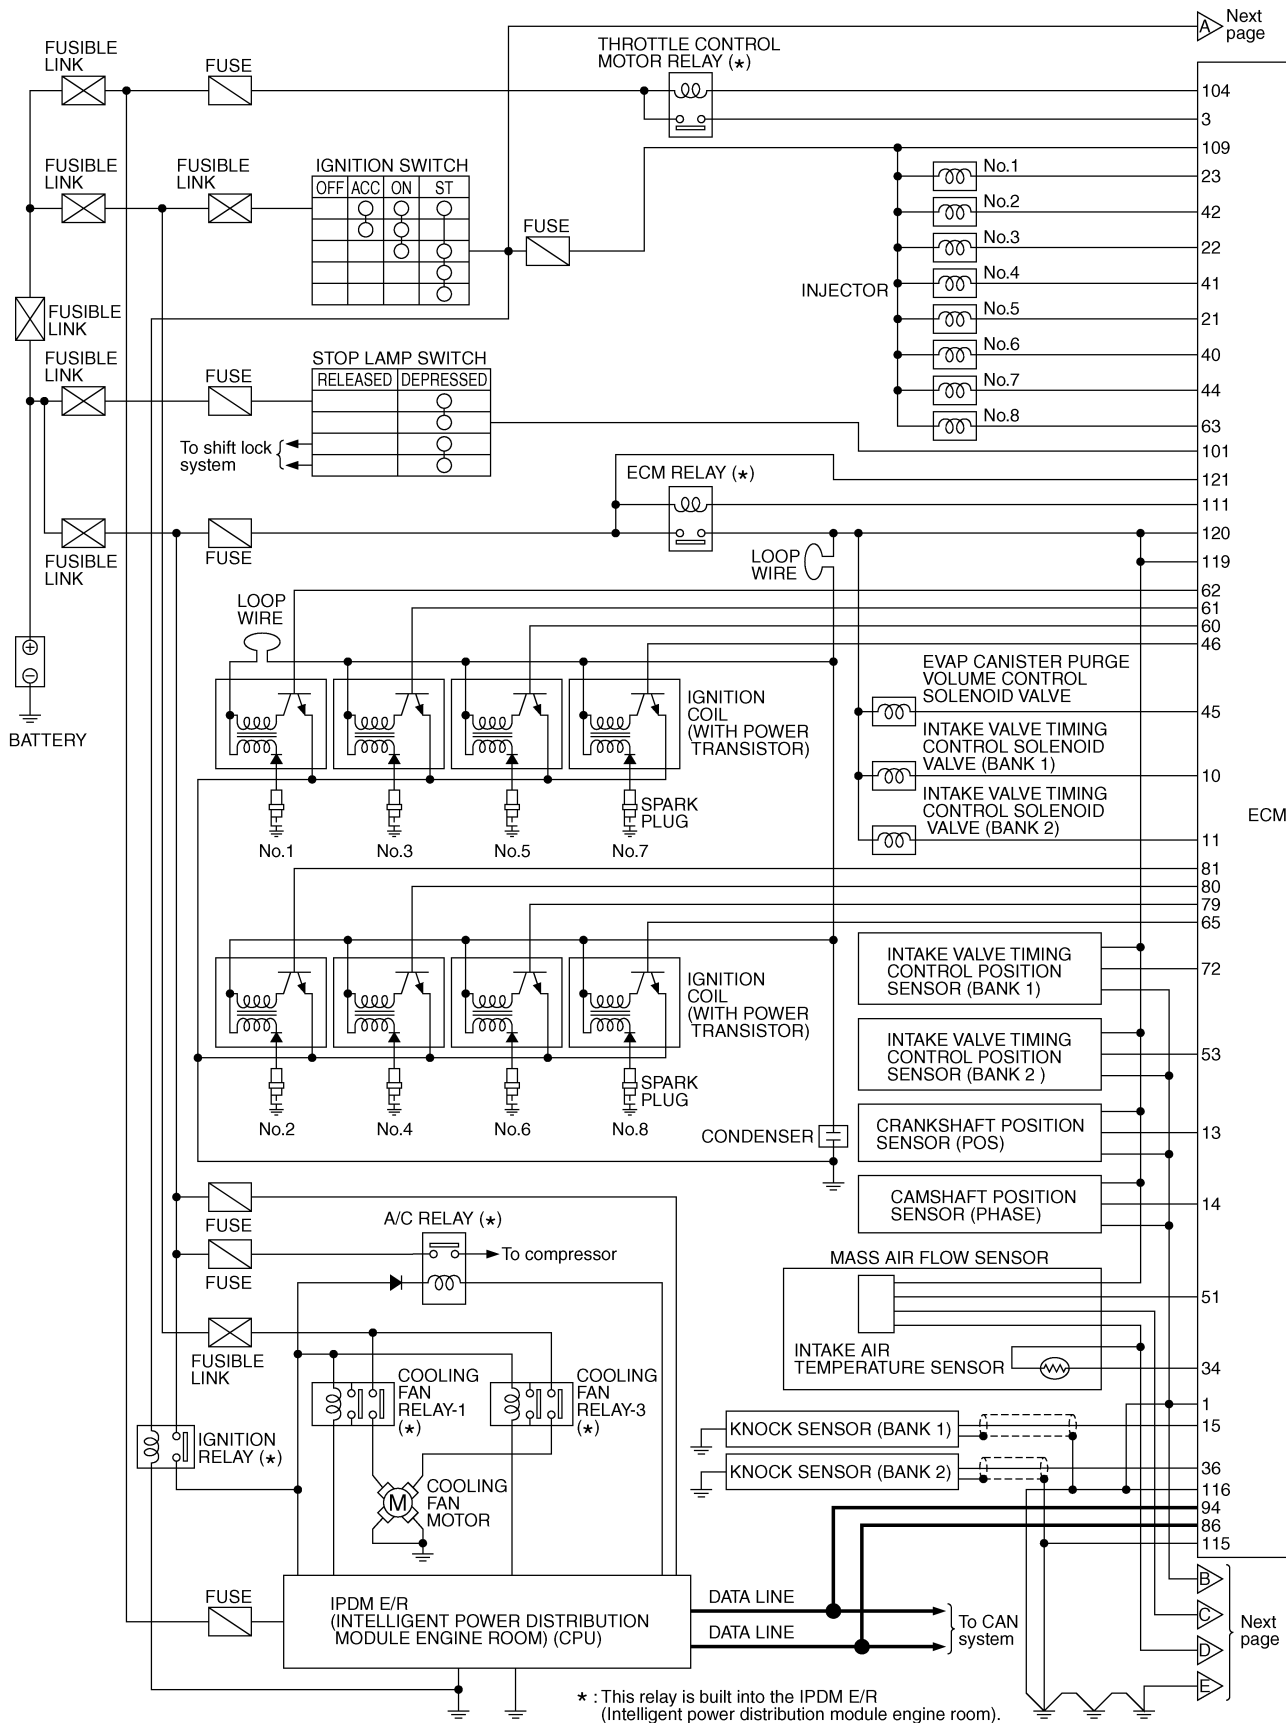 A
Next
page
FUSIBLE
LINK
FUSE
THROTTLE CONTROL
MOTOR RELAY (*)
104
3
109
FUSIBLE
LINK
FUSIBLE
LINK
IGNITION SWITCH
OFF ACC ON ST
FUSE
No.1
23
No.2
42
No.3
22
No.4
41
INJECTOR
No.5
21
No.6
40
No.7
44
No.8
63
FUSIBLE
LINK
FUSIBLE
LINK
FUSE
STOP LAMP SWITCH
RELEASED DEPRESSED
To shift lock
system
101
121
ECM RELAY (*)
111
120
119
FUSIBLE
LINK
FUSE
LOOP
WIRE
LOOP
WIRE
62
61
60
46
BATTERY
IGNITION
COIL
(WITH POWER
TRANSISTOR)
EVAP CANISTER PURGE
VOLUME CONTROL
SOLENOID VALVE
45
INTAKE VALVE TIMING
CONTROL SOLENOID
VALVE (BANK 1)
10
INTAKE VALVE TIMING
CONTROL SOLENOID
VALVE (BANK 2)
11
ECM
SPARK
PLUG
No.1 No.3 No.5 No.7
81
80
79
65
IGNITION
COIL
(WITH POWER
TRANSISTOR)
INTAKE VALVE TIMING
CONTROL POSITION
SENSOR (BANK 1)
72
INTAKE VALVE TIMING
CONTROL POSITION
SENSOR (BANK 2 )
53
SPARK
PLUG
No.2 No.4 No.6 No.8
CONDENSER
CRANKSHAFT POSITION
SENSOR (POS)
13
CAMSHAFT POSITION
SENSOR (PHASE)
14
FUSE
A/C RELAY (*)
To compressor
FUSE
MASS AIR FLOW SENSOR
51
INTAKE AIR
TEMPERATURE SENSOR
34
FUSIBLE
LINK
COOLING
FAN
RELAY-1
(*)
COOLING
FAN
RELAY-3
(*)
1
KNOCK SENSOR (BANK 1)
15
IGNITION
RELAY (*)
KNOCK SENSOR (BANK 2)
36
116
M
COOLING
FAN
MOTOR
94
86
115
FUSE
IPDM E/R
(INTELLIGENT POWER DISTRIBUTION
MODULE ENGINE ROOM) (CPU)
DATA LINE
DATA LINE
To CAN
system
B
C
D
E
Next
page
* : This relay is built into the IPDM E/R
(Intelligent power distribution module engine room).